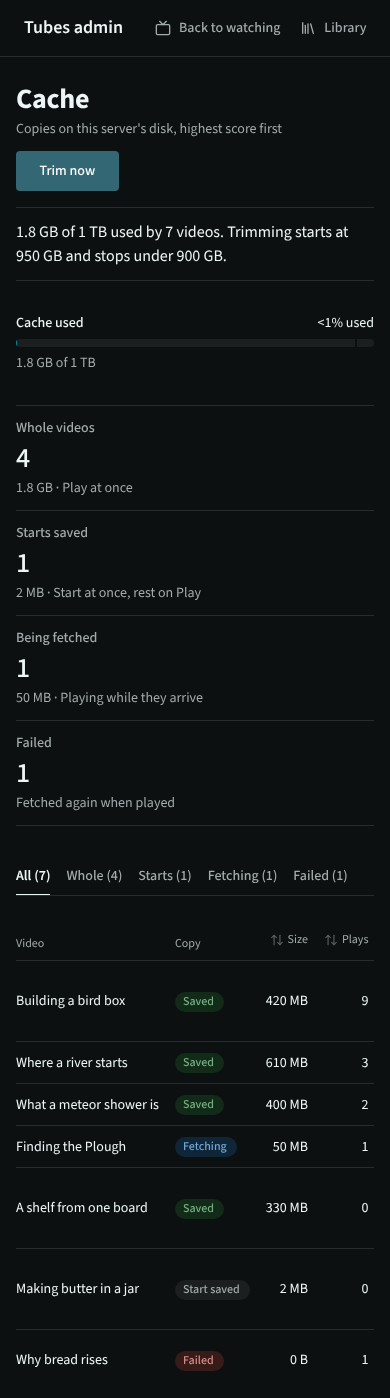 Tubes admin
Back to watching
Library
Cache
Copies on this server's disk, highest score first
Trim now
1.8 GB of 1 TB used by 7 videos. Trimming starts at
950 GB and stops under 900 GB.
Cache used
<1% used
1.8 GB of 1 TB
Whole videos
4
1.8 GB · Play at once
Starts saved
1
2 MB · Start at once, rest on Play
Being fetched
1
50 MB · Playing while they arrive
Failed
1
Fetched again when played
All (7) Whole (4) Starts (1) Fetching (1) Failed (1)
Video Copy Size Plays
Building a bird box Saved 420 MB 9
Where a river starts Saved 610 MB 3
What a meteor shower is Saved 400 MB 2
Finding the Plough Fetching 50 MB 1
A shelf from one board Saved 330 MB 0
Making butter in a jar Start saved 2 MB 0
Why bread rises Failed 0 B 1